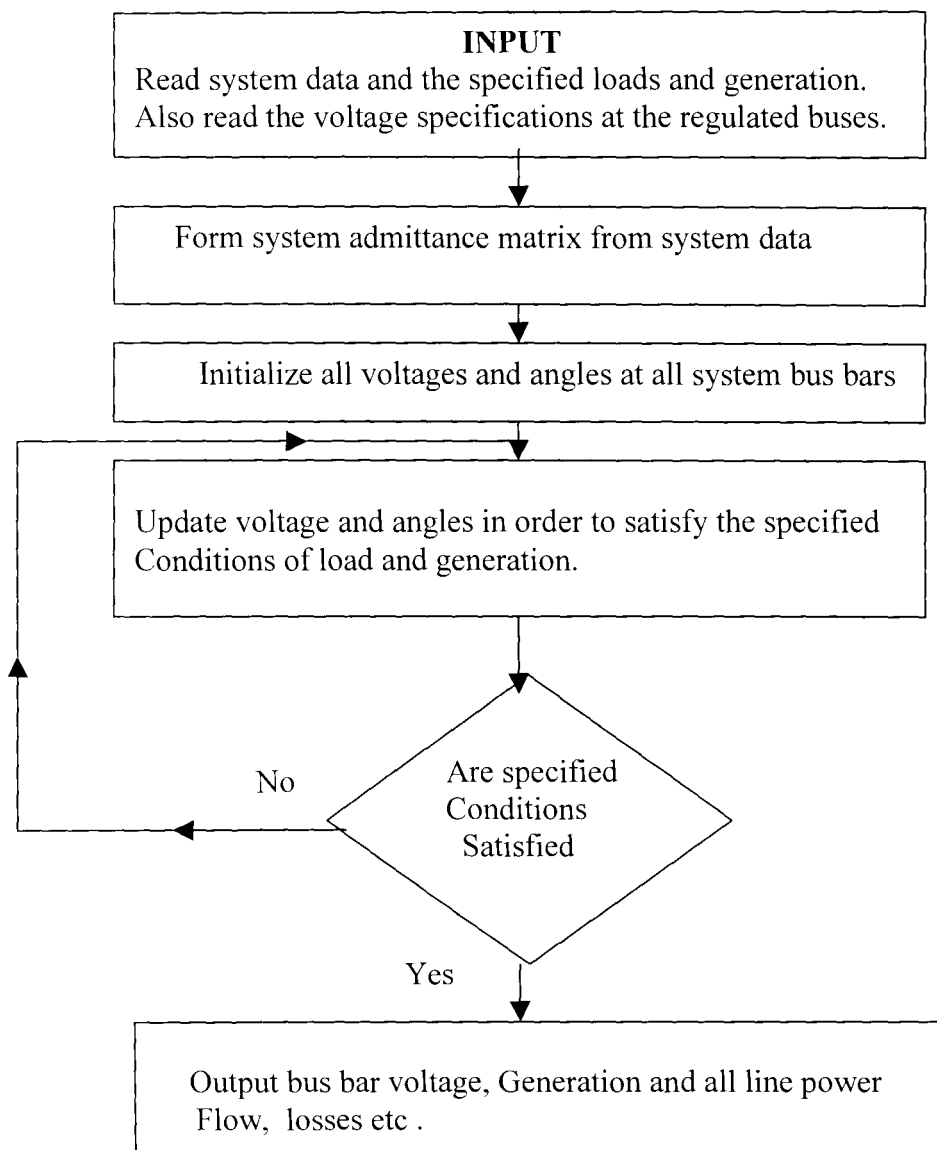 INPUT
Read system data and the specified loads and generation.
Also read the voltage specifications at the regulated buses.
Form system admittance matrix from system data
Initialize all voltages and angles at all system bus bars
Update voltage and angles in order to satisfy the specified
Conditions of load and generation.
Are specified
Conditions
Satisfied
No
Yes
Output bus bar voltage, Generation and all line power
Flow, losses etc .